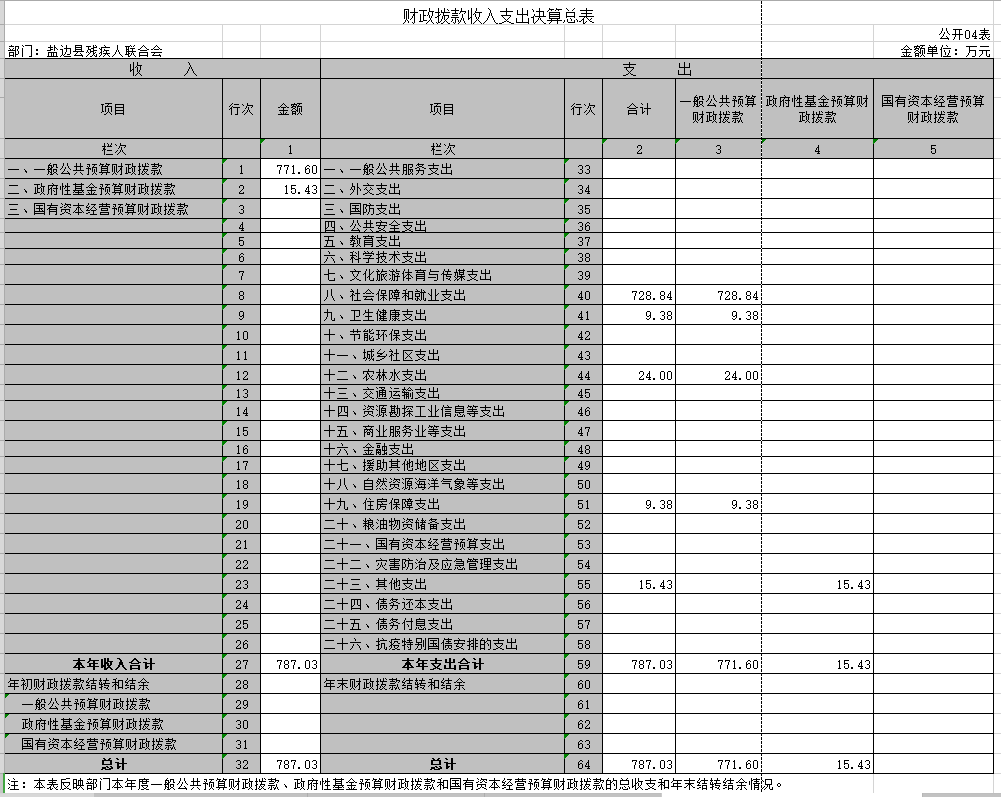 财政拨款收入支出决算总表
公开04表
部门：盐边县残疾人联合会 金额单位：万元
收 入 支 出
项目 行次 金额 项目 行次 合计 一般公共预算财政拨款 政府性基金预算财政拨款 国有资本经营预算财政拨款
栏次 1 栏次 2 3 4 5
一、一般公共预算财政拨款 1 771.60 一、一般公共服务支出 33
二、政府性基金预算财政拨款 2 15.43 二、外交支出 34
三、国有资本经营预算财政拨款 3 三、国防支出 35
4 四、公共安全支出 36
5 五、教育支出 37
6 六、科学技术支出 38
7 七、文化旅游体育与传媒支出 39
8 八、社会保障和就业支出 40 728.84 728.84
9 九、卫生健康支出 41 9.38 9.38
10 十、节能环保支出 42
11 十一、城乡社区支出 43
12 十二、农林水支出 44 24.00 24.00
13 十三、交通运输支出 45
14 十四、资源勘探工业信息等支出 46
15 十五、商业服务业等支出 47
16 十六、金融支出 48
17 十七、援助其他地区支出 49
18 十八、自然资源海洋气象等支出 50
19 十九、住房保障支出 51 9.38 9.38
20 二十、粮油物资储备支出 52
21 二十一、国有资本经营预算支出 53
22 二十二、灾害防治及应急管理支出 54
23 二十三、其他支出 55 15.43 15.43
24 二十四、债务还本支出 56
25 二十五、债务付息支出 57
26 二十六、抗疫特别国债安排的支出 58
本年收入合计 27 787.03 本年支出合计 59 787.03 771.60 15.43
年初财政拨款结转和结余 28 年末财政拨款结转和结余 60
一般公共预算财政拨款 29 61
政府性基金预算财政拨款 30 62
国有资本经营预算财政拨款 31 63
总计 32 787.03 总计 64 787.03 771.60 15.43
注：本表反映部门本年度一般公共预算财政拨款、政府性基金预算财政拨款和国有资本经营预算财政拨款的总收支和年末结转结余情况。